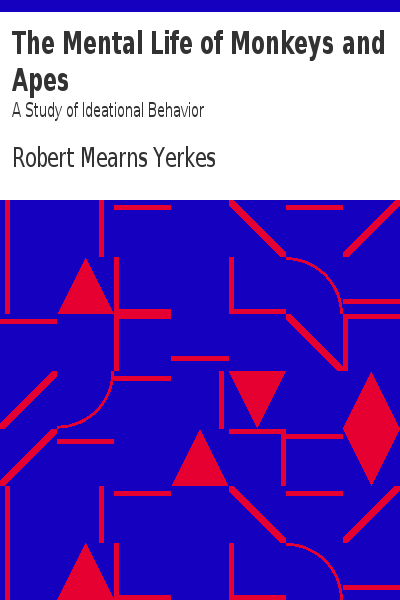 The Mental Life of Monkeys and
Apes
A Study of Ideational Behavior
Robert Mearns Yerkes